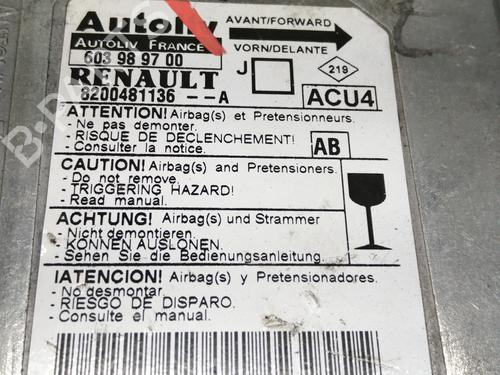 Autoliv
AVANT/FORWARD
AUTOLIV FRANCE
VORN/DELANTE
603 98 97 00
RENAULT
J
219
8200481136 --A
ACU4
ATTENTION! Airbag(s) et Pretensionneurs.
- Ne pas demonter.
- RISQUE DE DECLENCHEMENT!
- Consulter la notice.
AB
CAUTION! Airbag(s) and Pretensioners.
- Do not remove.
- TRIGGERING HAZARD!
- Read manual.
ACHTUNG! Airbag(s) und Strammer
- Nicht demontieren.
- KONNEN AUSLONEN.
- Sehen Sie die Bedienungsanleitung.
IATENCION! Airbag(s) y Pretensionadores.
- No desmontar.
- RIESGO DE DISPARO.
- Consulte el manual.